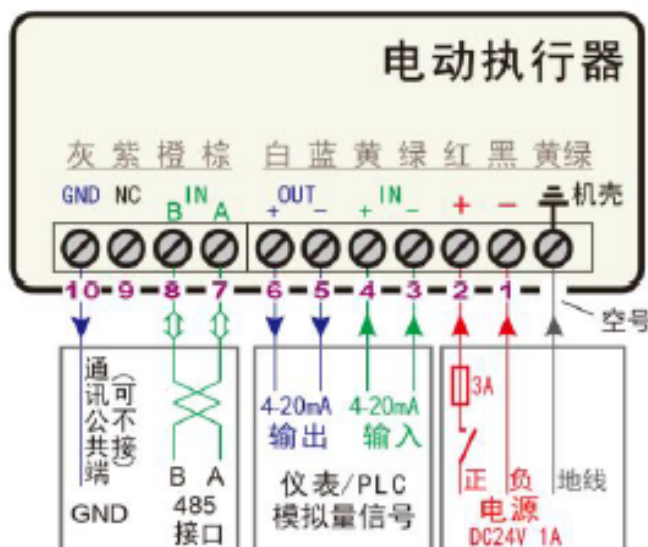 电动执行器
灰 紫 橙 棕 白 蓝 黄 绿 红 黑 黄绿
GND NC IN OUT IN 机壳
B A + - + - + -
10 9 8 7 6 5 4 3 2 1
空号
通讯公共端
(可不接)
GND
B A
485
接口
4-20mA 4-20mA
输出 输入
仪表/PLC
模拟量信号
3A
正 负 地线
电源
DC24V 1A